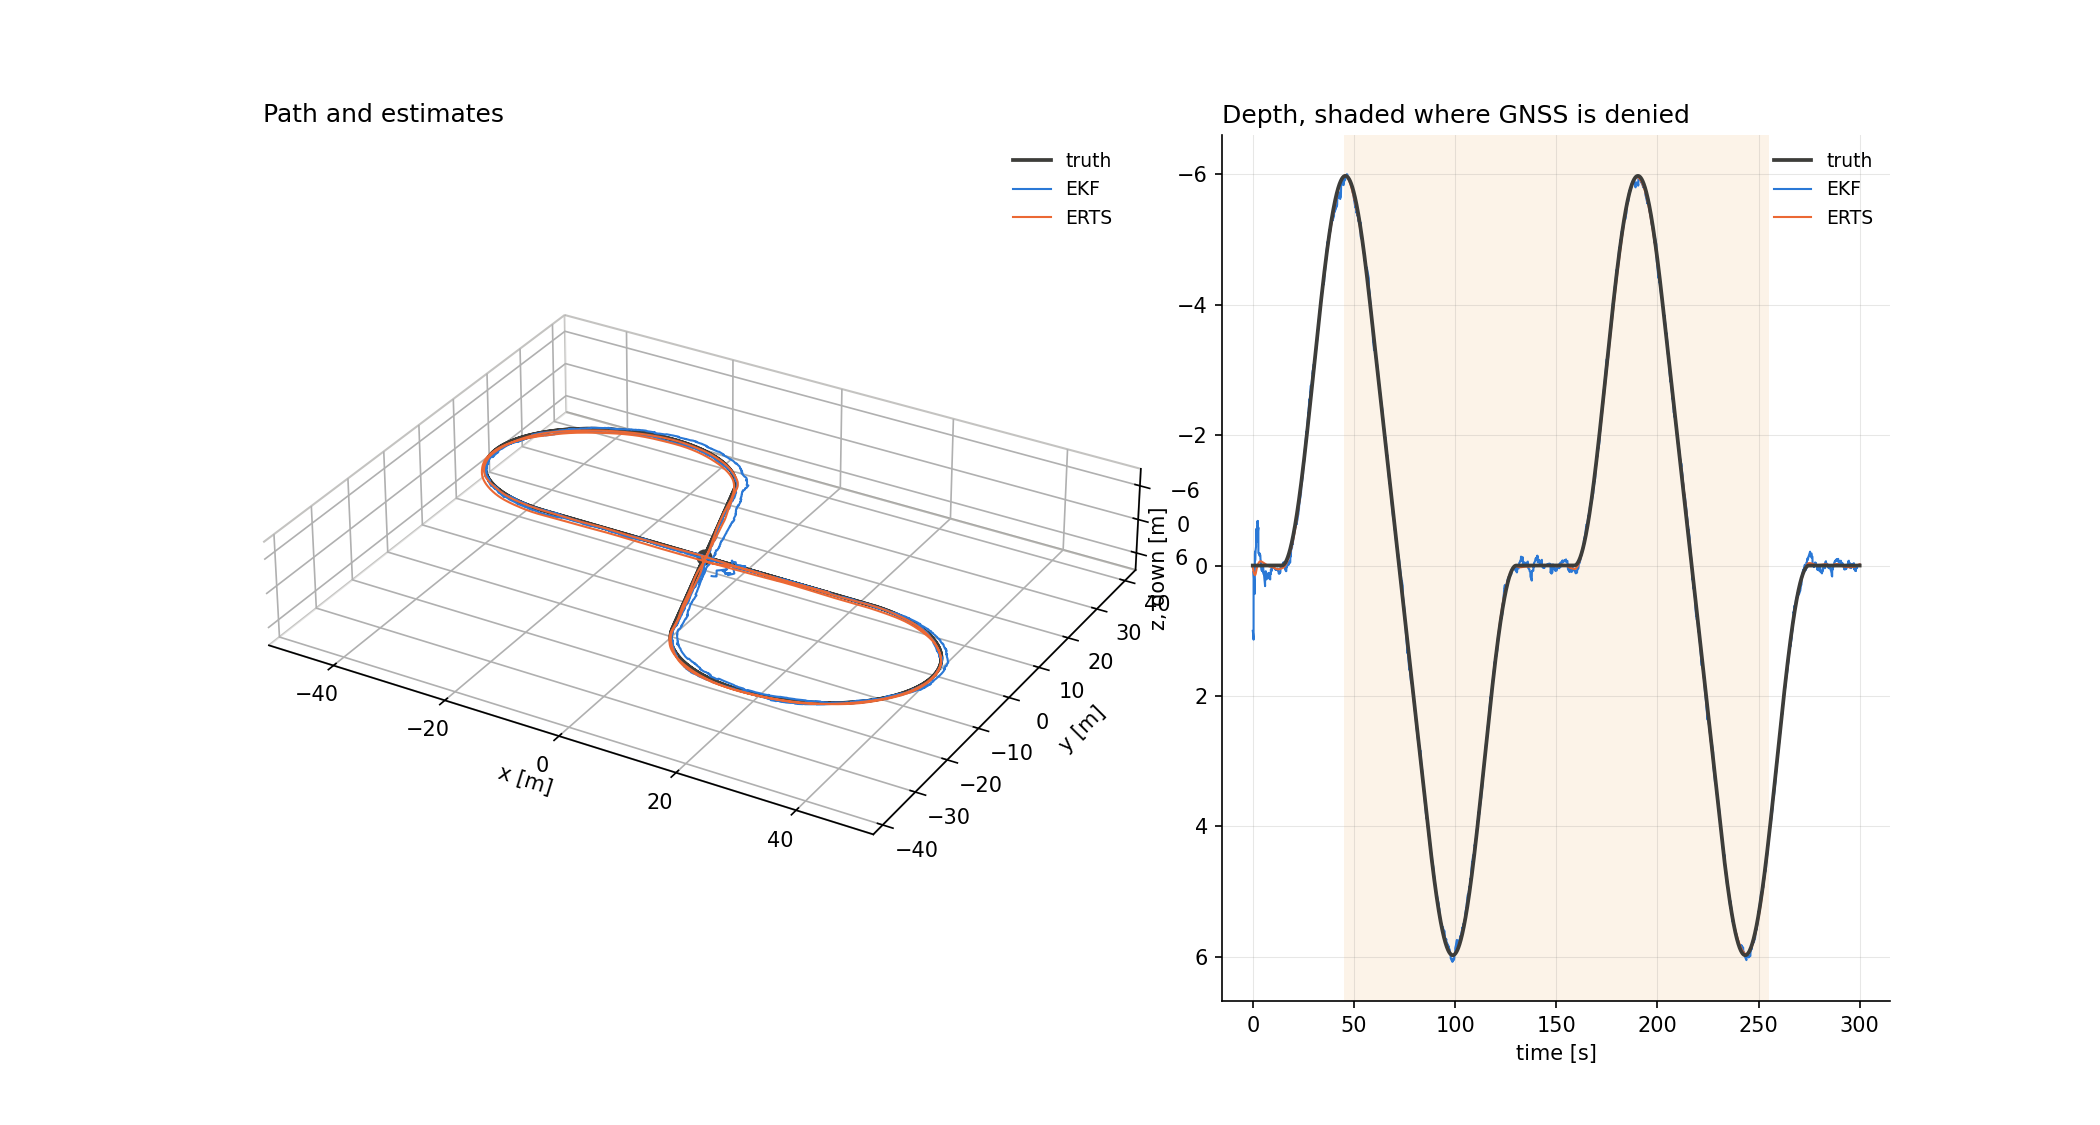 Path and estimates
truth
EKF
ERTS
−6
0
6
z, down [m]
40
30
20
10
0
−10
−20
−30
−40
y [m]
−40
−20
0
20
40
x [m]
Depth, shaded where GNSS is denied
truth
EKF
ERTS
−6
−4
−2
0
2
4
6
0
50
100
150
200
250
300
time [s]